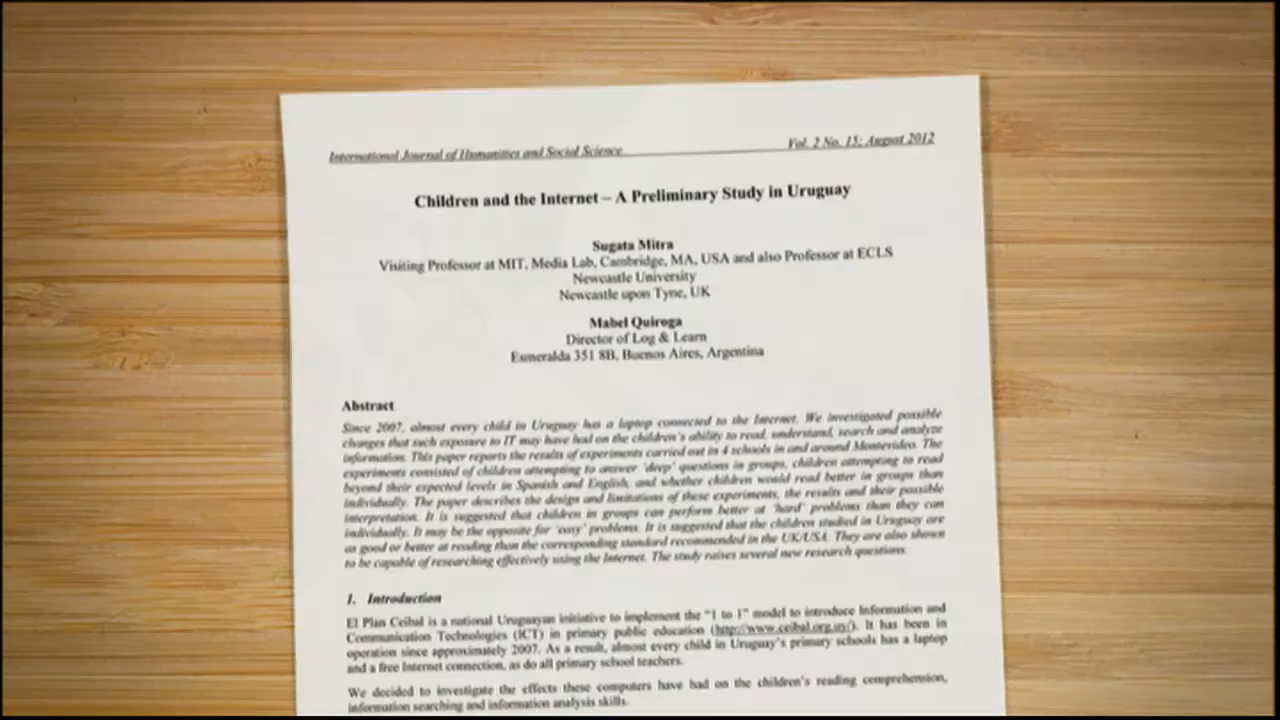 International Journal of Humanities and Social Science Vol. 2 No. 15; August 2012
Children and the Internet – A Preliminary Study in Uruguay
Sugata Mitra
Visiting Professor at MIT, Media Lab, Cambridge, MA, USA and also Professor at ECLS
Newcastle University
Newcastle upon Tyne, UK
Mabel Quiroga
Director of Log & Learn
Esmeralda 351 8B, Buenos Aires, Argentina
Abstract
Since 2007, almost every child in Uruguay has a laptop connected to the Internet. We investigated possible
changes that such exposure to IT may have had on the children's ability to read, understand, search and analyze
information. This paper reports the results of experiments carried out in 4 schools in and around Montevideo. The
experiments consisted of children attempting to answer 'deep' questions in groups, children attempting to read
beyond their expected levels in Spanish and English, and whether children would read better in groups than
individually. The paper describes the design and limitations of these experiments, the results and their possible
interpretation. It is suggested that children in groups can perform better at 'hard' problems than they can
individually. It may be the opposite for 'easy' problems. It is suggested that the children studied in Uruguay are
as good or better at reading than the corresponding standard recommended in the UK/USA. They are also shown
to be capable of researching effectively using the Internet. The study raises several new research questions.
1. Introduction
El Plan Ceibal is a national Uruguayan initiative to implement the "1 to 1" model to introduce Information and
Communication Technologies (ICT) in primary public education (http://www.ceibal.org.uy/). It has been in
operation since approximately 2007. As a result, almost every child in Uruguay's primary schools has a laptop
and a free Internet connection, as do all primary school teachers.
We decided to investigate the effects these computers have had on the children's reading comprehension,
information searching and information analysis skills.